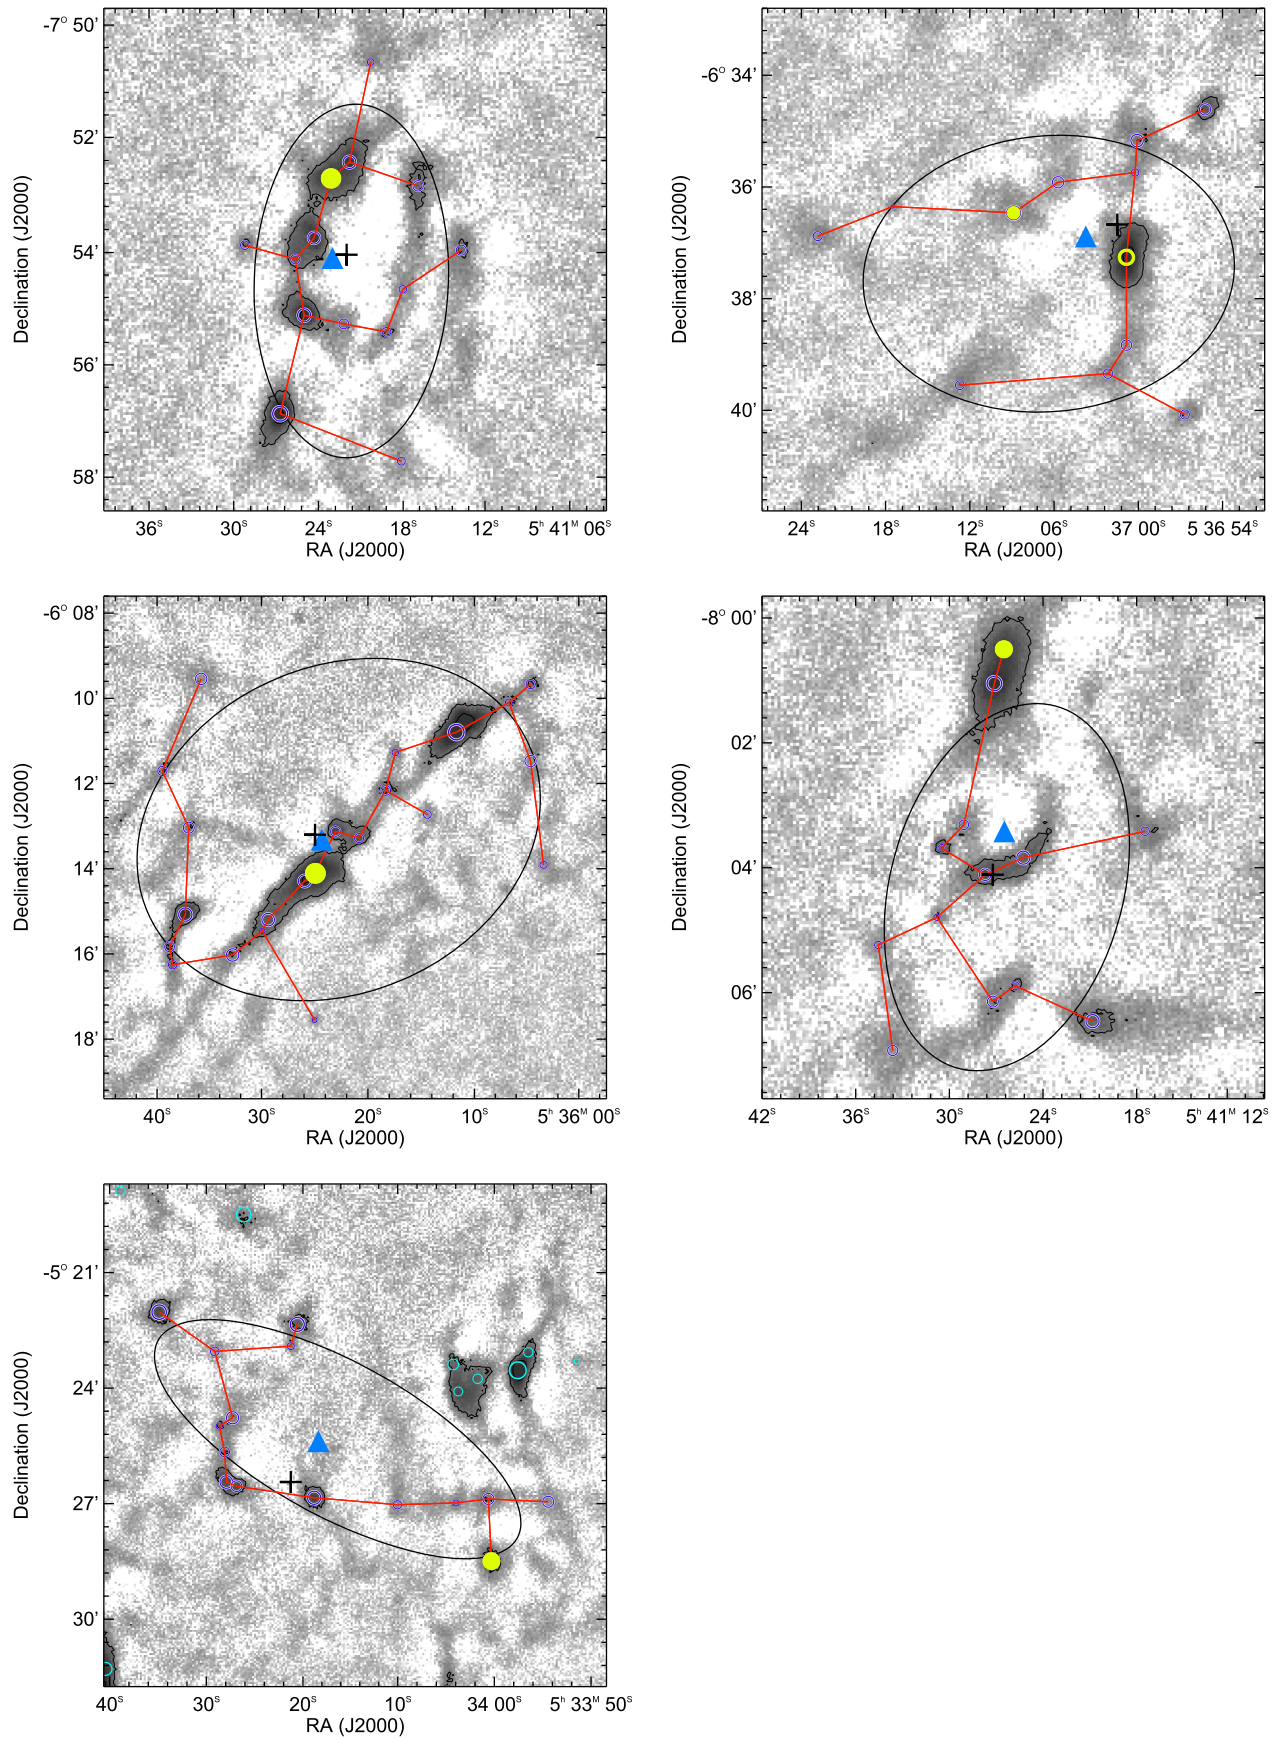 -7° 50'
52'
54'
56'
58'
Declination (J2000)
36ˢ 30ˢ 24ˢ 18ˢ 12ˢ 5ʰ 41ᴹ 06ˢ
RA (J2000)
-6° 34'
36'
38'
40'
Declination (J2000)
24ˢ 18ˢ 12ˢ 06ˢ 37 00ˢ 5 36 54ˢ
RA (J2000)
-6° 08'
10'
12'
14'
16'
18'
Declination (J2000)
40ˢ 30ˢ 20ˢ 10ˢ 5ʰ 36ᴹ 00ˢ
RA (J2000)
-8° 00'
02'
04'
06'
Declination (J2000)
42ˢ 36ˢ 30ˢ 24ˢ 18ˢ 5ʰ 41ᴹ 12ˢ
RA (J2000)
-5° 21'
24'
27'
30'
Declination (J2000)
40ˢ 30ˢ 20ˢ 10ˢ 34 00ˢ 5ʰ 33ᴹ 50ˢ
RA (J2000)